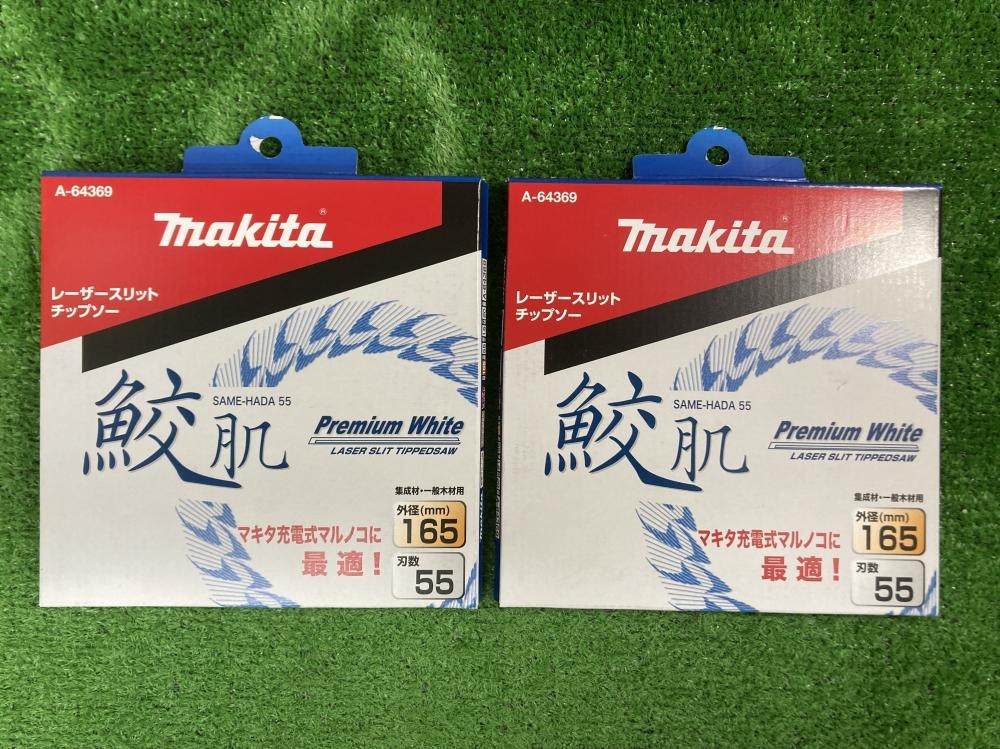 A-64369
makita®
レーザースリット
チップソー
鮫肌
SAME-HADA 55
Premium White
LASER SLIT TIPPEDSAW
集成材・一般木材用
マキタ充電式マルノコに
最適！
外径(mm)
165
刃数
55
A-64369
makita®
レーザースリット
チップソー
鮫肌
SAME-HADA 55
Premium White
LASER SLIT TIPPEDSAW
集成材・一般木材用
マキタ充電式マルノコに
最適！
外径(mm)
165
刃数
55